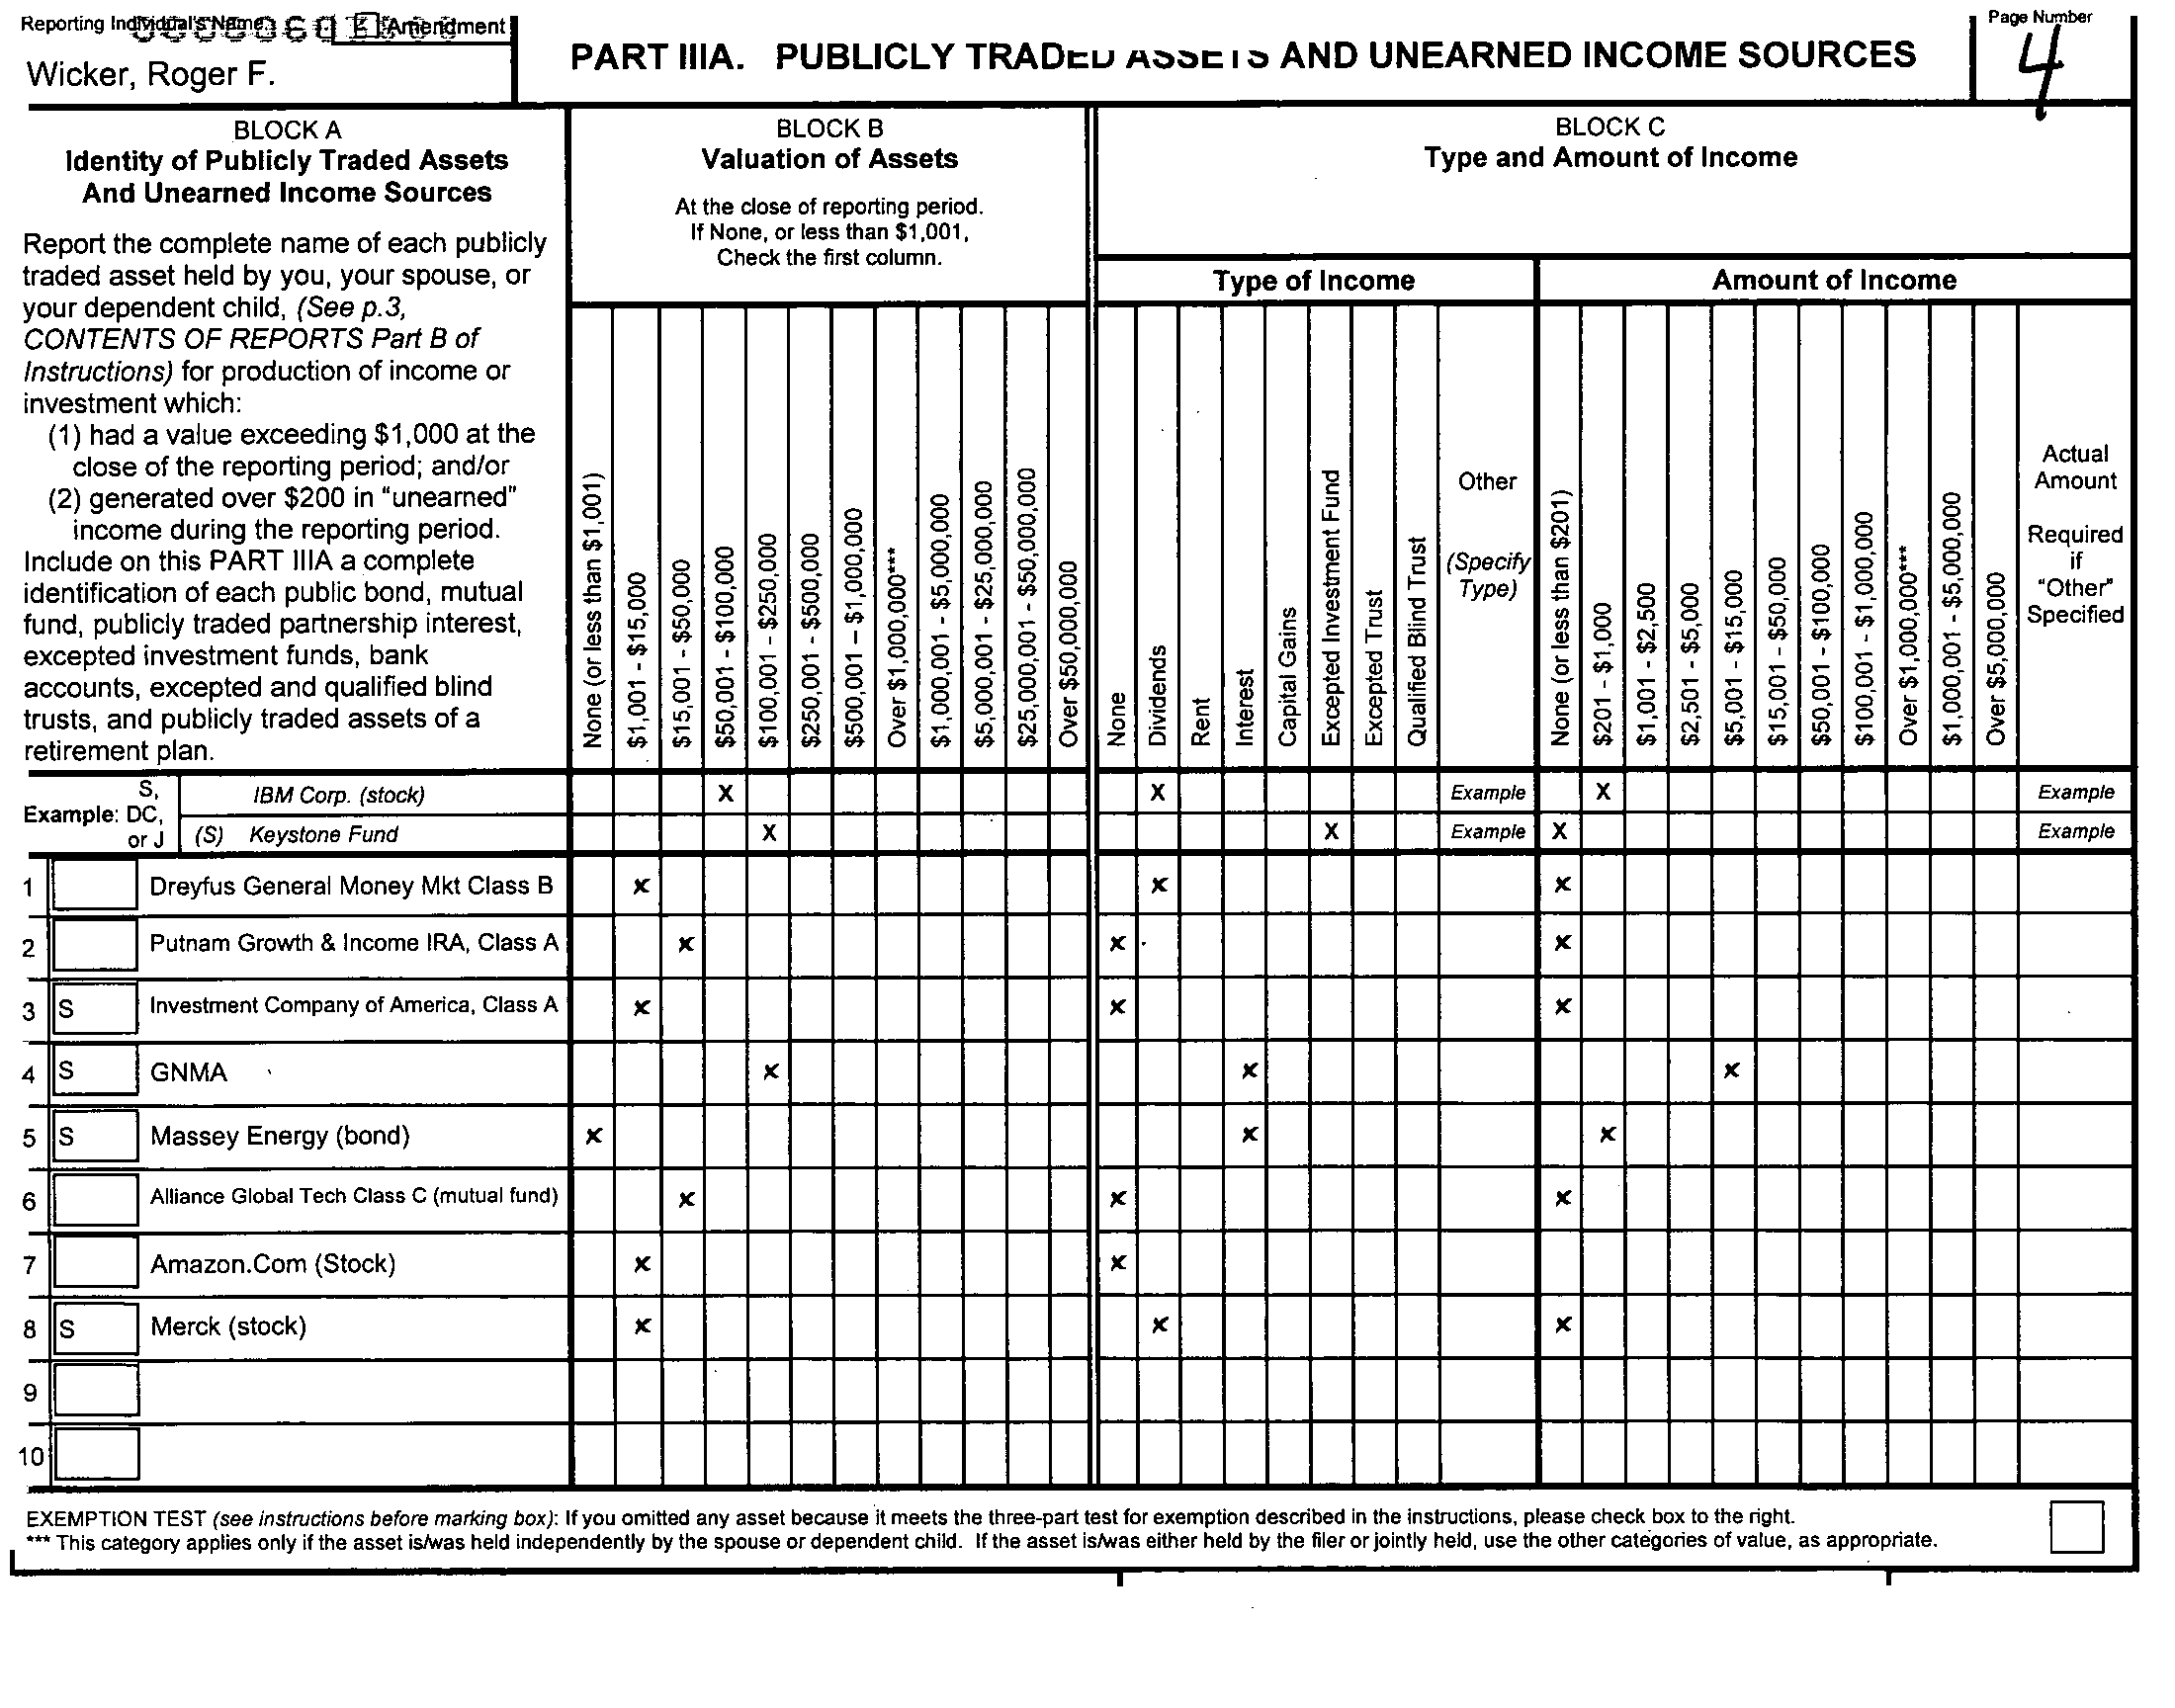 Reporting Individual's Name
Amendment
Wicker, Roger F.
PART IIIA. PUBLICLY TRADED ASSETS AND UNEARNED INCOME SOURCES
Page Number
4
BLOCK A
Identity of Publicly Traded Assets
And Unearned Income Sources
Report the complete name of each publicly
traded asset held by you, your spouse, or
your dependent child, (See p.3,
CONTENTS OF REPORTS Part B of
Instructions) for production of income or
investment which:
(1) had a value exceeding $1,000 at the
close of the reporting period; and/or
(2) generated over $200 in "unearned"
income during the reporting period.
Include on this PART IIIA a complete
identification of each public bond, mutual
fund, publicly traded partnership interest,
excepted investment funds, bank
accounts, excepted and qualified blind
trusts, and publicly traded assets of a
retirement plan.
BLOCK B
Valuation of Assets
At the close of reporting period.
If None, or less than $1,001,
Check the first column.
None (or less than $1,001)
$1,001 - $15,000
$15,001 - $50,000
$50,001 - $100,000
$100,001 - $250,000
$250,001 - $500,000
$500,001 – $1,000,000
Over $1,000,000***
$1,000,001 - $5,000,000
$5,000,001 - $25,000,000
$25,000,001 - $50,000,000
Over $50,000,000
BLOCK C
Type and Amount of Income
Type of Income
None
Dividends
Rent
Interest
Capital Gains
Excepted Investment Fund
Excepted Trust
Qualified Blind Trust
Other
(Specify
Type)
Amount of Income
None (or less than $201)
$201 - $1,000
$1,001 - $2,500
$2,501 - $5,000
$5,001 - $15,000
$15,001 - $50,000
$50,001 - $100,000
$100,001 - $1,000,000
Over $1,000,000***
$1,000,001 - $5,000,000
Over $5,000,000
Actual
Amount
Required
if
"Other"
Specified
Example: S, DC, or J
IBM Corp. (stock) X X Example X Example
(S) Keystone Fund X X Example X Example
1 Dreyfus General Money Mkt Class B x x x
2 Putnam Growth & Income IRA, Class A x x x
3 S Investment Company of America, Class A x x x
4 S GNMA x x x
5 S Massey Energy (bond) x x x
6 Alliance Global Tech Class C (mutual fund) x x x
7 Amazon.Com (Stock) x x
8 S Merck (stock) x x x
9
10
EXEMPTION TEST (see instructions before marking box): If you omitted any asset because it meets the three-part test for exemption described in the instructions, please check box to the right.
*** This category applies only if the asset is/was held independently by the spouse or dependent child. If the asset is/was either held by the filer or jointly held, use the other categories of value, as appropriate.